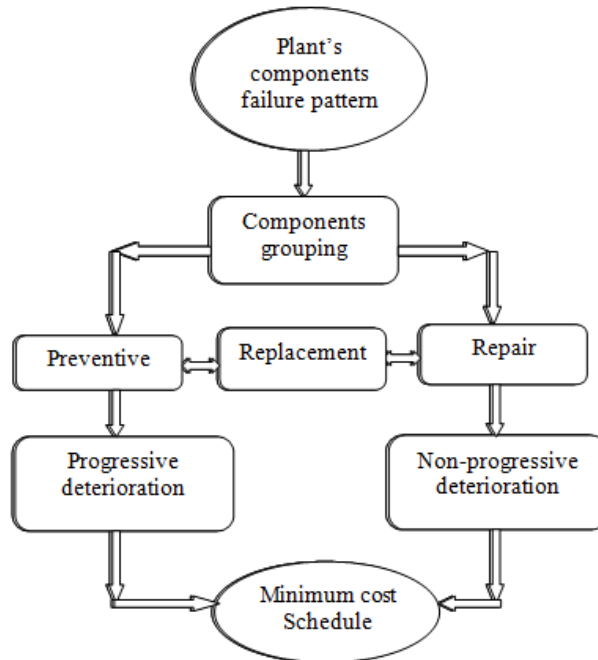 Plant's
components
failure pattern
Components
grouping
Preventive
Replacement
Repair
Progressive
deterioration
Non-progressive
deterioration
Minimum cost
Schedule